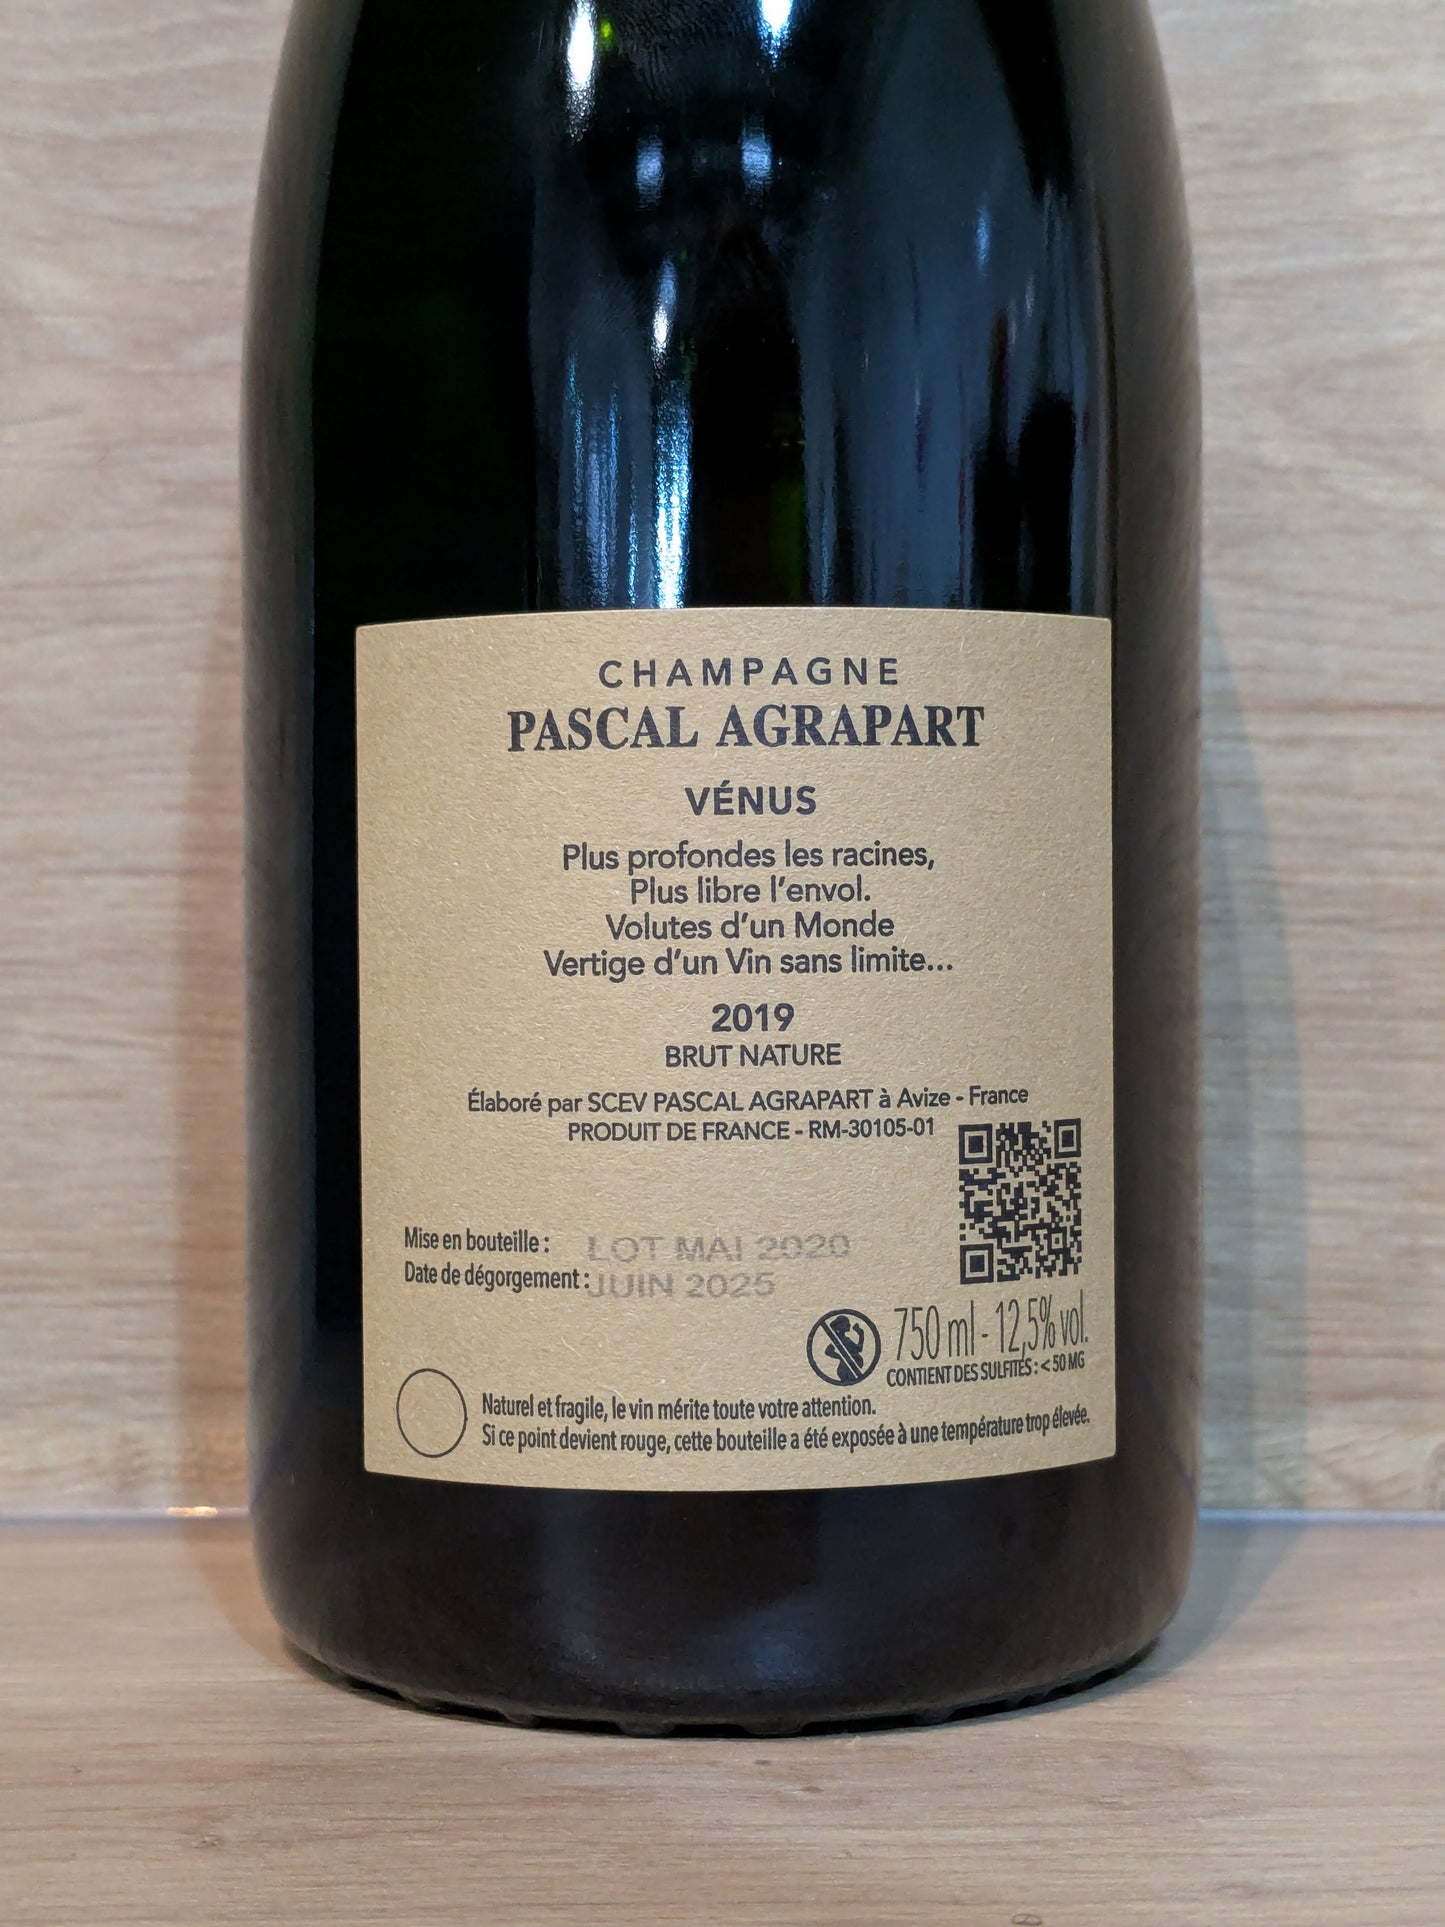 CHAMPAGNE
PASCAL AGRAPART
VÉNUS
Plus profondes les racines,
Plus libre l'envol.
Volutes d'un Monde
Vertige d'un Vin sans limite...
2019
BRUT NATURE
Élaboré par SCEV PASCAL AGRAPART à Avize - France
PRODUIT DE FRANCE - RM-30105-01
Mise en bouteille : LOT MAI 2020
Date de dégorgement : JUIN 2025
750 ml - 12,5% vol.
CONTIENT DES SULFITES : < 50 MG
Naturel et fragile, le vin mérite toute votre attention.
Si ce point devient rouge, cette bouteille a été exposée à une température trop élevée.